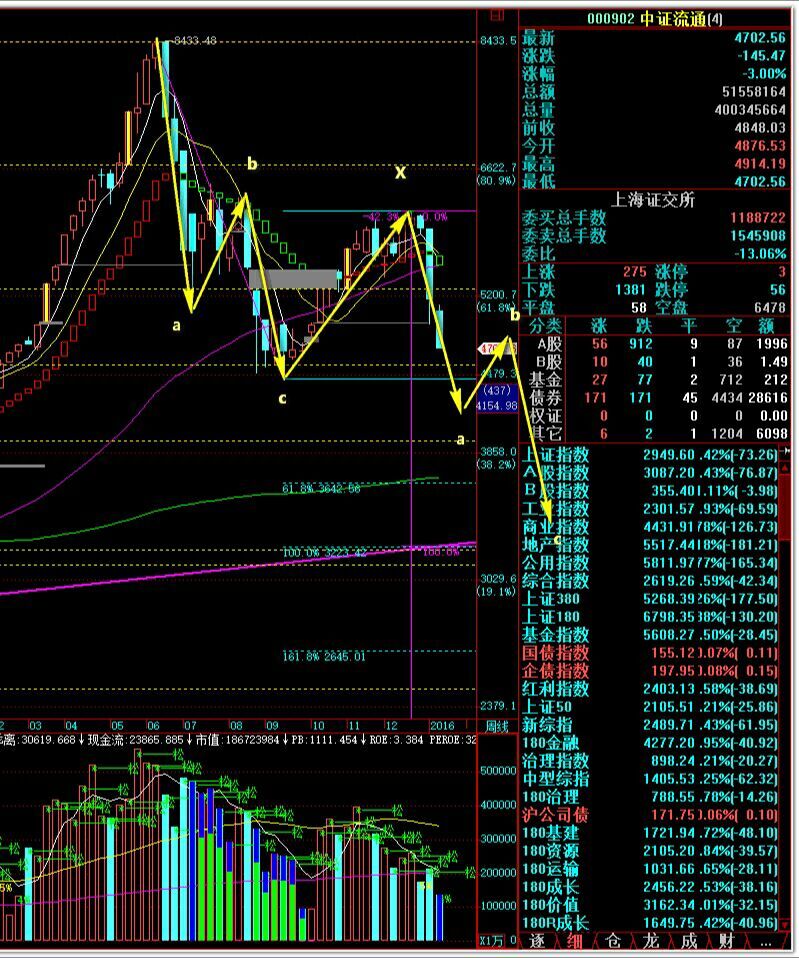 000902 中证流通(4)
最新 4702.56
涨跌 -145.47
涨幅 -3.00%
总额 51558164
总量 400345664
前收 4848.03
今开 4876.53
最高 4914.19
最低 4702.56
上海证交所
委买总手数 1188722
委卖总手数 1545908
委比 -13.06%
上涨 275 涨停 3
下跌 1381 跌停 56
平盘 58 空盘 6478
分类 涨 跌 平 空 额
A股 56 912 9 87 1996
B股 10 40 1 36 1.49
基金 27 77 2 712 212
债券 171 171 45 4434 28616
权证 0 0 0 0 0.00
其它 6 2 1 1204 6098
上证指数 2949.60 .42%(-73.26)
A股指数 3087.20 .43%(-76.87)
B股指数 355.40 1.11%( -3.98)
工业指数 2301.57 .93%(-69.59)
商业指数 4431.91 78%(-126.73)
地产指数 5517.44 18%(-181.21)
公用指数 5811.97 77%(-165.34)
综合指数 2619.26 .59%(-42.34)
上证380 5268.39 26%(-177.50)
上证180 6798.35 38%(-130.20)
基金指数 5608.27 .50%(-28.45)
国债指数 155.12 0.07%( 0.11)
企债指数 197.95 0.08%( 0.15)
红利指数 2403.13 .58%(-38.69)
上证50 2105.51 .21%(-25.86)
新综指 2489.71 .43%(-61.95)
180金融 4277.20 .95%(-40.92)
治理指数 898.24 .21%(-20.27)
中型综指 1405.53 .25%(-62.32)
180治理 788.55 .78%(-14.26)
沪公司债 171.75 0.06%( 0.10)
180基建 1721.94 .72%(-48.10)
180资源 2105.20 .84%(-39.57)
180运输 1031.66 .65%(-28.11)
180成长 2456.22 .53%(-38.16)
180价值 3162.34 .01%(-32.15)
180R成长 1649.75 .42%(-40.96)
逐 细 仓 龙 成 财 ...
8433.48
8433.5
6622.7
(80.9%)
5200.7
(61.8%)
4179.3
(437)
4154.98
3858.0
(38.2%)
3029.6
(19.1%)
2379.1
a
b
c
X
a
b
c
-42.3%
0.0%
61.8% 3642.56
100.0% 3223.42
100.0%
161.8% 2645.01
03 04 05 06 07 08 09 10 11 12 2016 周线
离:30619.668↓现金流:23865.885↓市值:186723984↓PB:1111.454↓ROE:3.384 PEROE:32
500000
400000
300000
200000
100000
X1万 0